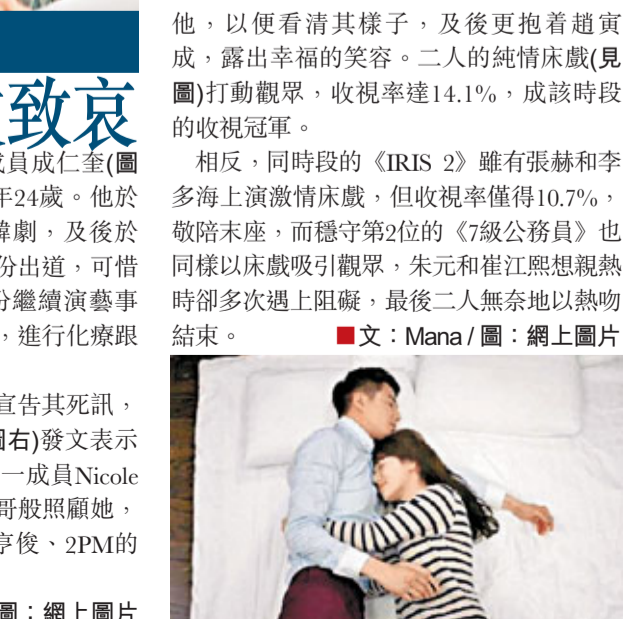 致哀
員成仁奎(圖
年24歲。他於
韓劇，及後於
份出道，可惜
份繼續演藝事
，進行化療跟
宣告其死訊，
圖右)發文表示
一成員Nicole
哥般照顧她，
亨俊、2PM的
圖：網上圖片
他，以便看清其樣子，及後更抱着趙寅
成，露出幸福的笑容。二人的純情床戲(見
圖)打動觀眾，收視率達14.1%，成該時段
的收視冠軍。
相反，同時段的《IRIS 2》雖有張赫和李
多海上演激情床戲，但收視率僅得10.7%，
敬陪末座，而穩守第2位的《7級公務員》也
同樣以床戲吸引觀眾，朱元和崔江熙想親熱
時卻多次遇上阻礙，最後二人無奈地以熱吻
結束。 ■文：Mana / 圖：網上圖片